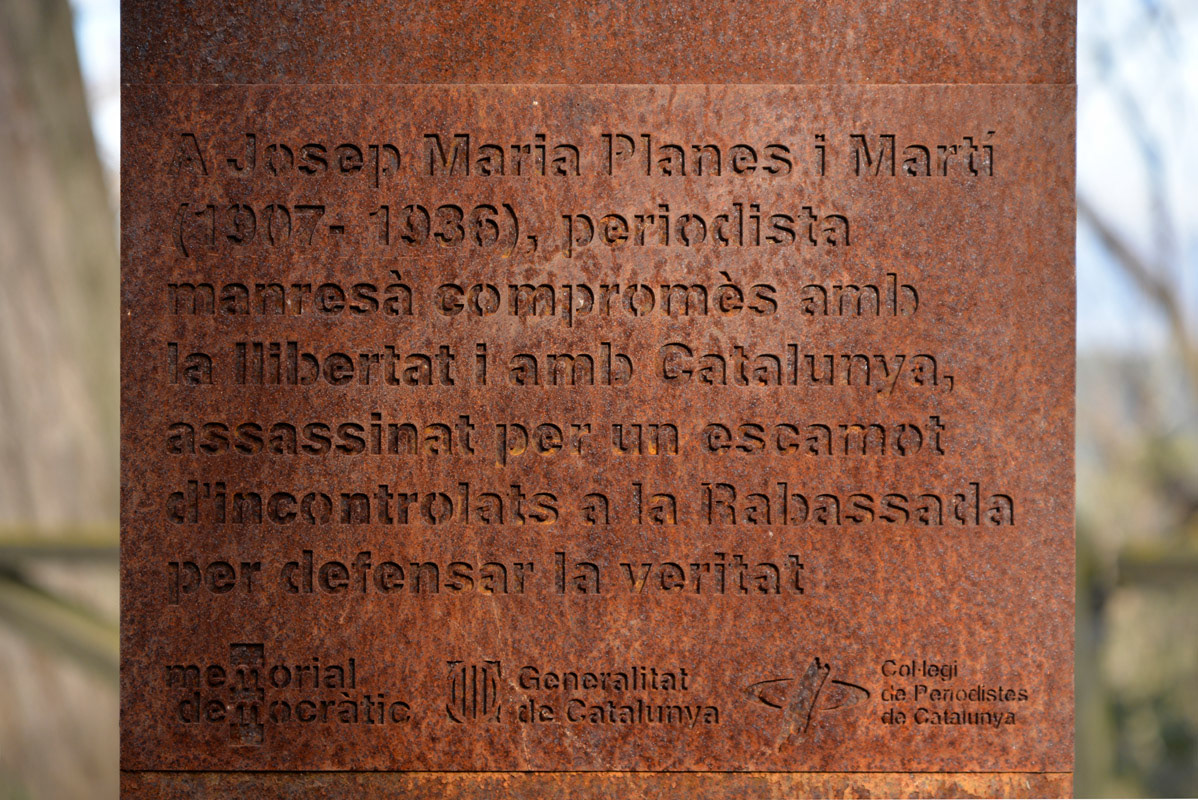 A Josep Maria Planes i Martí
(1907- 1936), periodista
manresà compromès amb
la llibertat i amb Catalunya,
assassinat per un escamot
d'incontrolats a la Rabassada
per defensar la veritat
memorial
democràtic
Generalitat
de Catalunya
Col·legi
de Periodistes
de Catalunya